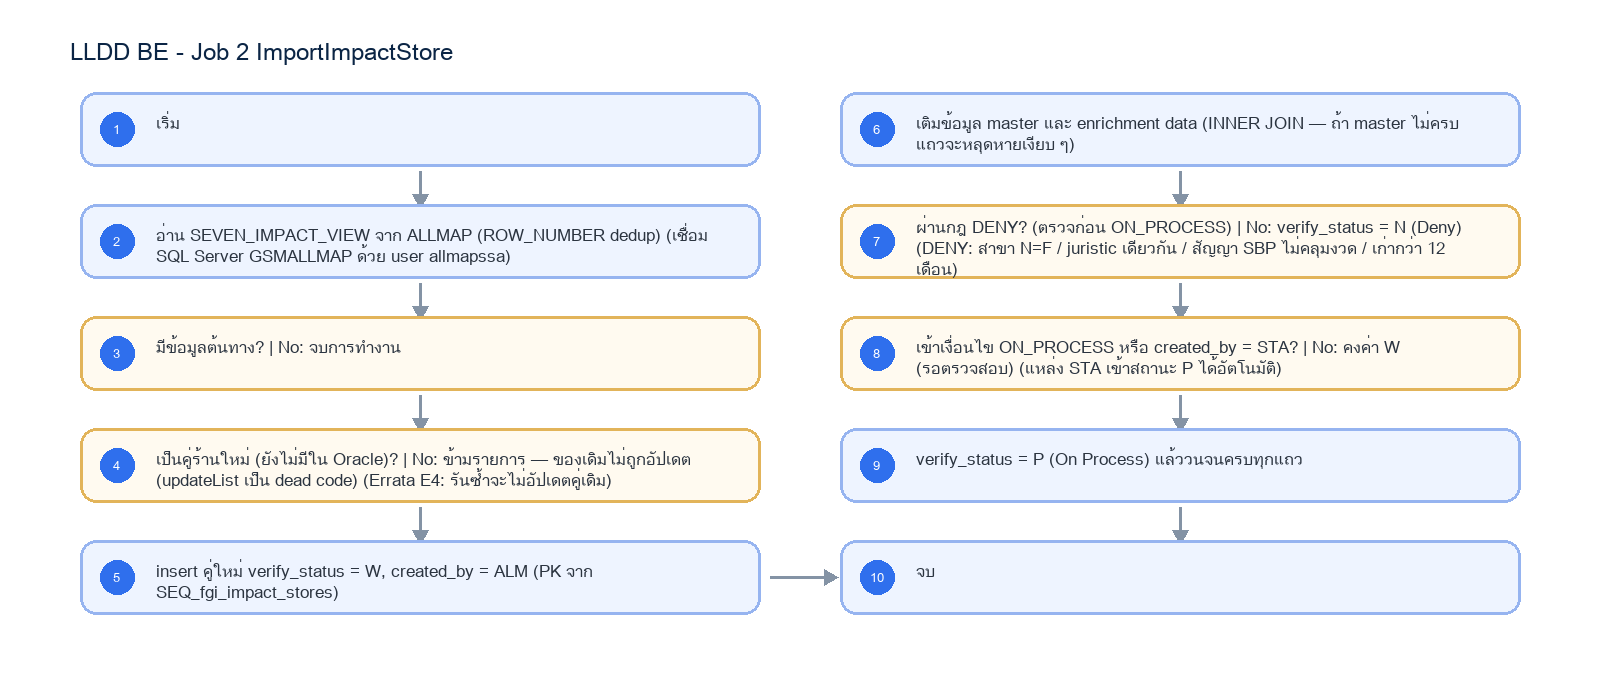 LLDD BE - Job 2 ImportImpactStore
1
เริ่ม
2
อ่าน SEVEN_IMPACT_VIEW จาก ALLMAP (ROW_NUMBER dedup) (เชื่อม
SQL Server GSMALLMAP ด้วย user allmapssa)
3
มีข้อมูลต้นทาง? | No: จบการทำงาน
4
เป็นคู่ร้านใหม่ (ยังไม่มีใน Oracle)? | No: ข้ามรายการ — ของเดิมไม่ถูกอัปเดต
(updateList เป็น dead code) (Errata E4: รันซ้ำจะไม่อัปเดตคู่เดิม)
5
insert คู่ใหม่ verify_status = W, created_by = ALM (PK จาก
SEQ_fgi_impact_stores)
6
เติมข้อมูล master และ enrichment data (INNER JOIN — ถ้า master ไม่ครบ
แถวจะหลุดหายเงียบ ๆ)
7
ผ่านกฎ DENY? (ตรวจก่อน ON_PROCESS) | No: verify_status = N (Deny)
(DENY: สาขา N=F / juristic เดียวกัน / สัญญา SBP ไม่คลุมงวด / เก่ากว่า 12
เดือน)
8
เข้าเงื่อนไข ON_PROCESS หรือ created_by = STA? | No: คงค่า W
(รอตรวจสอบ) (แหล่ง STA เข้าสถานะ P ได้อัตโนมัติ)
9
verify_status = P (On Process) แล้ววนจนครบทุกแถว
10
จบ